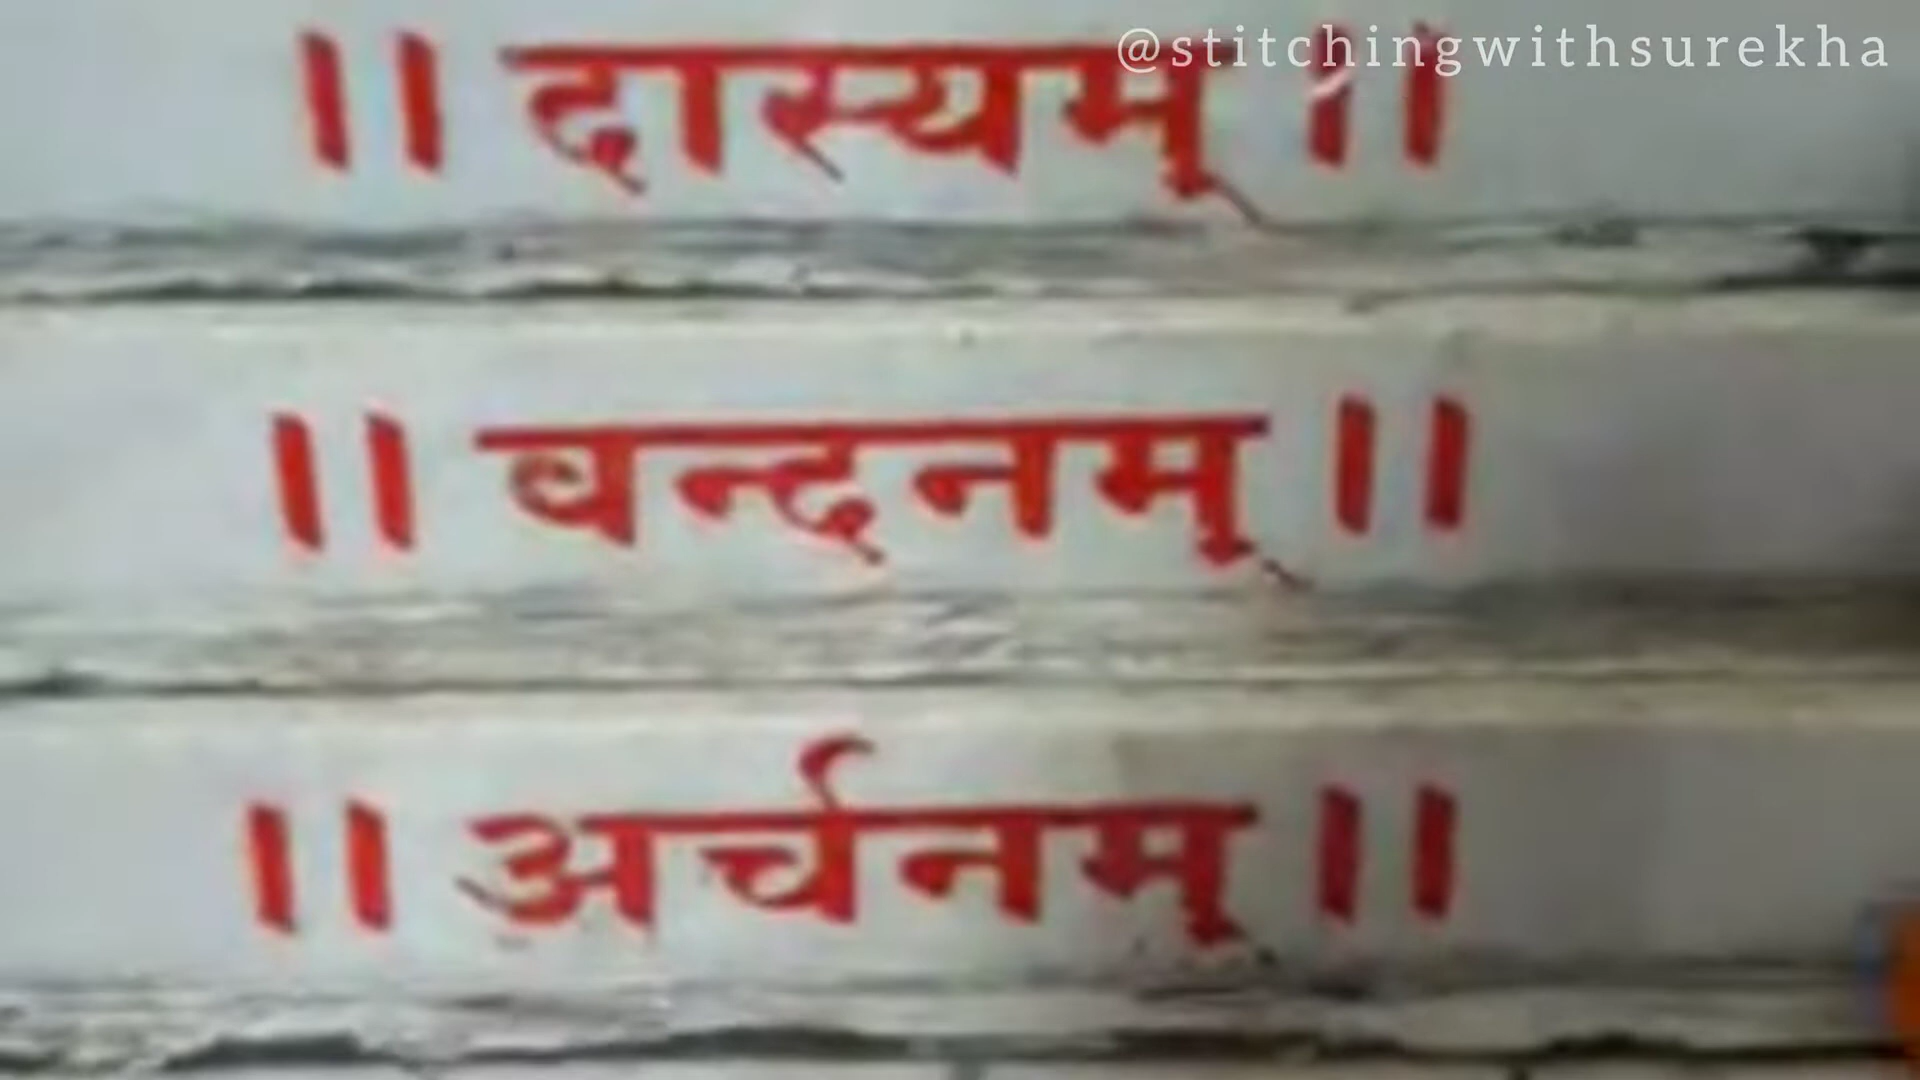 @stitchingwithsurekha
।। दास्यम् ।।
।। वन्दनम् ।।
।। अर्चनम् ।।